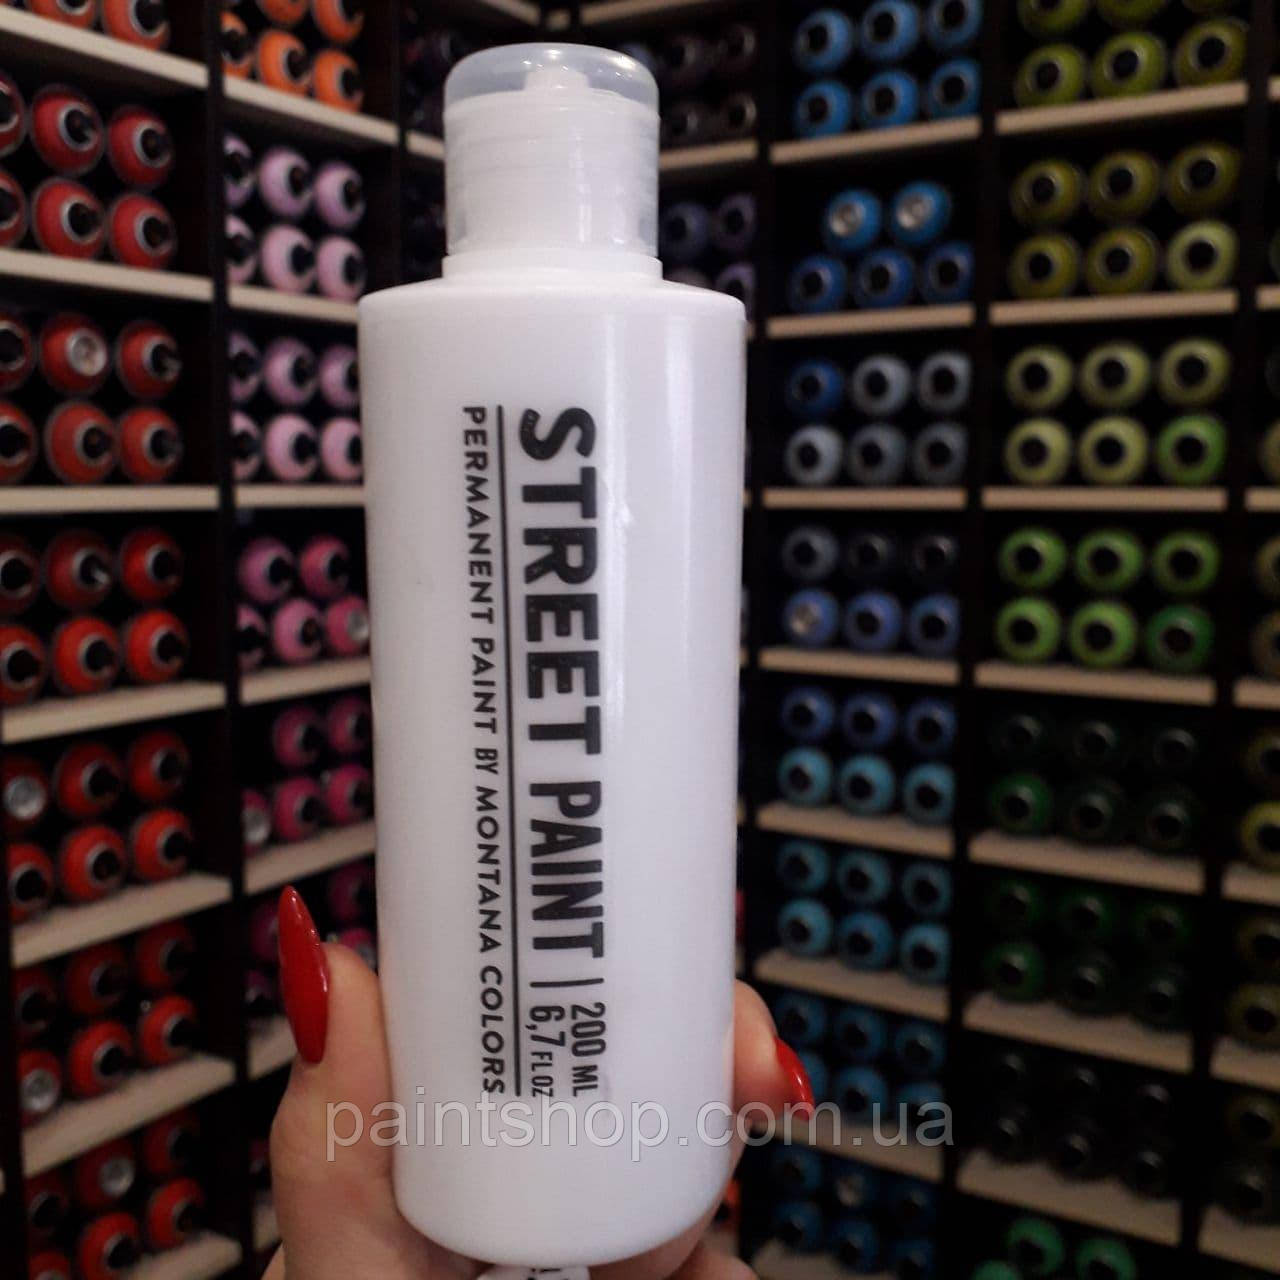 STREET PAINT | 200 ML
6,7 FL OZ
PERMANENT PAINT BY MONTANA COLORS
paintshop.com.ua